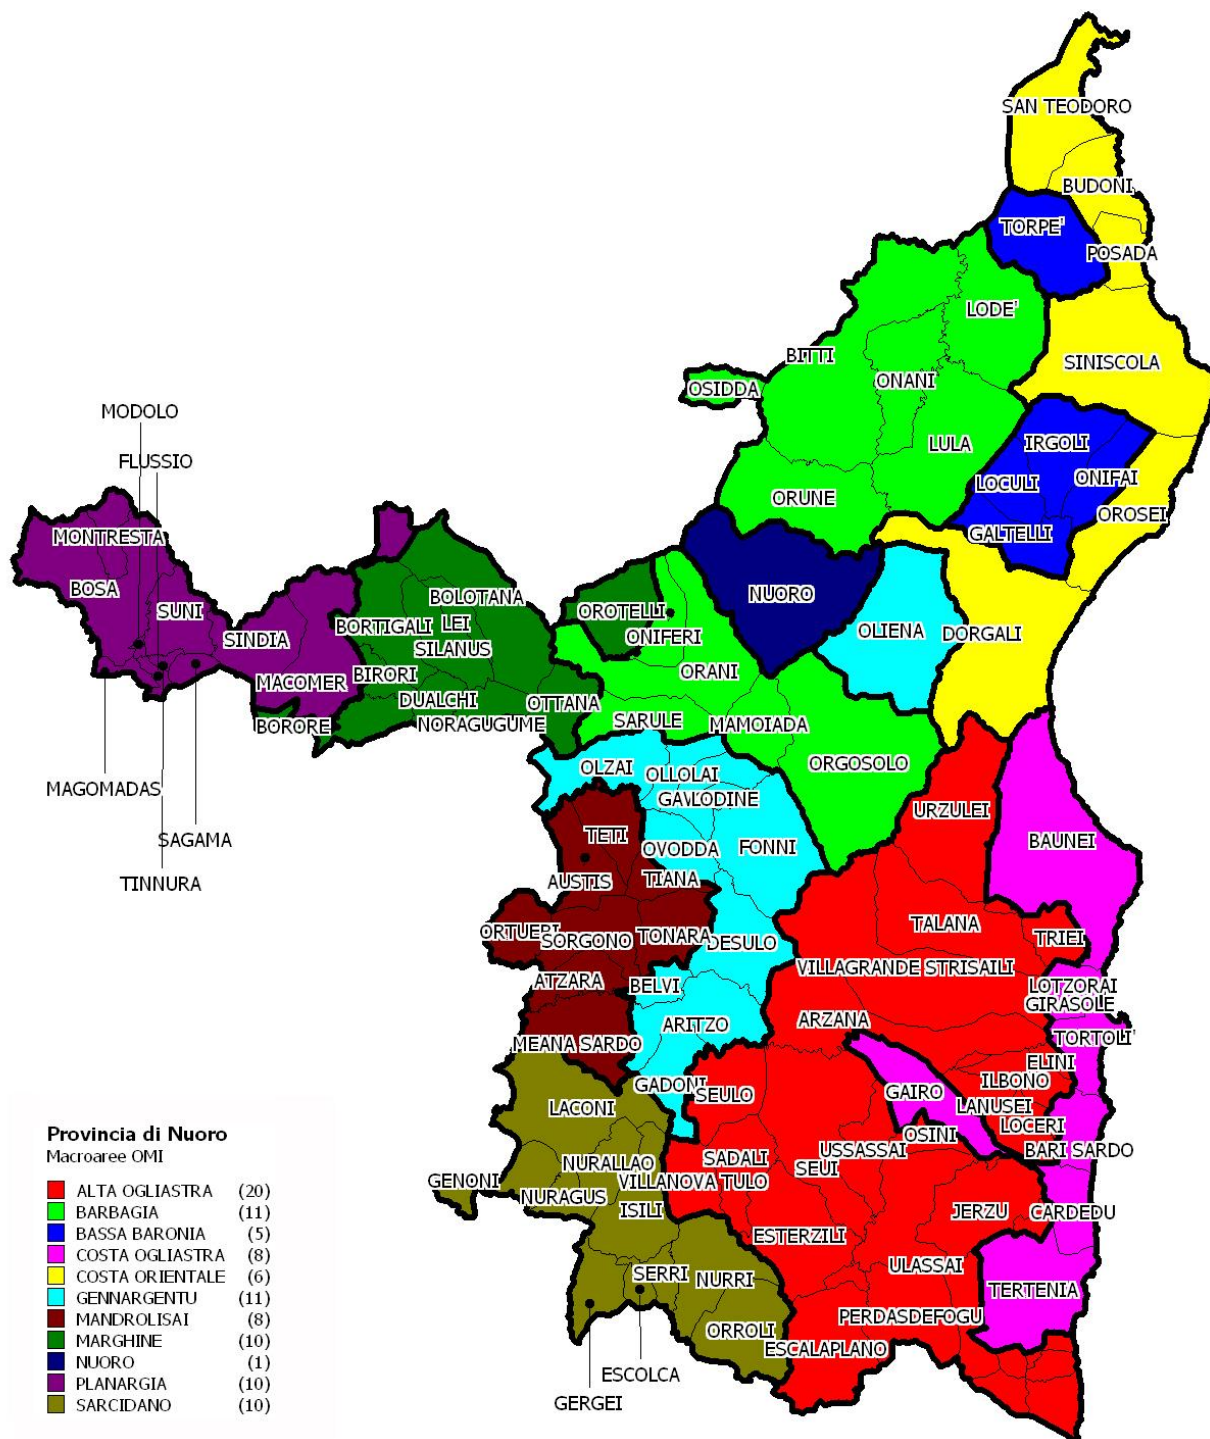 SAN TEODORO
BUDONI
TORPE'
POSADA
LODE'
BITTI
SINISCOLA
ONANI
OSIDDA
MODOLO
IRGOLI
LULA
FLUSSIO
ONIFAI
LOCULI
ORUNE
OROSEI
GALTELLI
MONTRESTA
BOSA
NUORO
BOLOTANA
SUNI
OROTELLI
LEI
BORTIGALI
OLIENA
DORGALI
SINDIA
ONIFERI
SILANUS
ORANI
BIRORI
MACOMER
DUALCHI
OTTANA
SARULE
MAMOIADA
BORORE
NORAGUGUME
ORGOSOLO
OLZAI
OLLOLAI
MAGOMADAS
GAVLODINE
URZULEI
SAGAMA
TETI
BAUNEI
OVODDA
FONNI
TINNURA
AUSTIS
TIANA
TALANA
ORTUERI
SORGONO
TONARA
DESULO
TRIEI
VILLAGRANDE STRISAILI
ATZARA
BELVI
LOTZORAI
GIRASOLE
ARITZO
ARZANA
MEANA SARDO
TORTOLI'
ELINI
ILBONO
GADONI
SEULO
GAIRO
LACONI
LANUSEI
LOCERI
OSINI
USSASSAI
BARI SARDO
SADALI
NURALLAO
SEUI
GENONI
VILLANOVA TULO
NURAGUS
ISILI
JERZU
CARDEDU
ESTERZILI
ULASSAI
SERRI
NURRI
TERTENIA
PERDASDEFOGU
ORROLI
ESCALAPLANO
ESCOLCA
GERGEI
Provincia di Nuoro
Macroaree OMI
ALTA OGLIASTRA (20)
BARBAGIA (11)
BASSA BARONIA (5)
COSTA OGLIASTRA (8)
COSTA ORIENTALE (6)
GENNARGENTU (11)
MANDROLISAI (8)
MARGHINE (10)
NUORO (1)
PLANARGIA (10)
SARCIDANO (10)